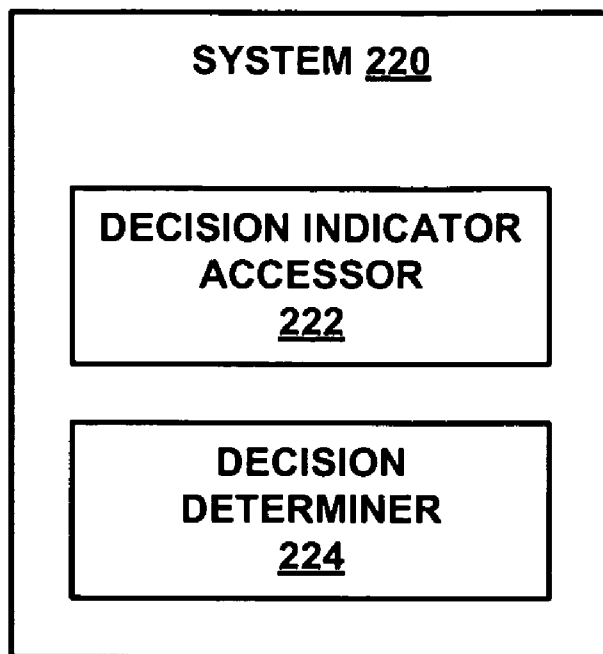 SYSTEM 220
DECISION INDICATOR
ACCESSOR
222
DECISION
DETERMINER
224